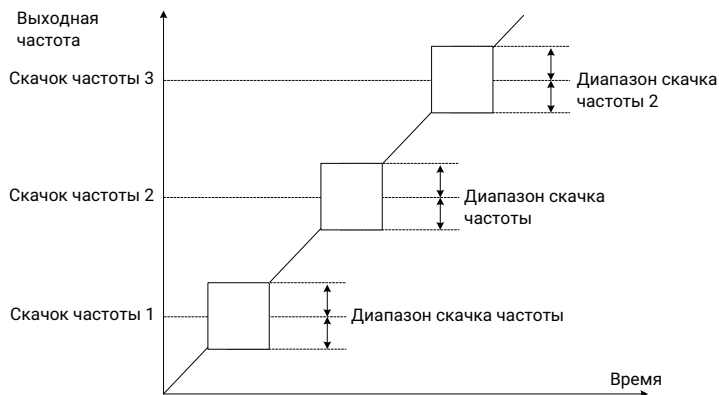 Выходная
частота
Скачок частоты 3
Диапазон скачка
частоты 2
Скачок частоты 2
Диапазон скачка
частоты
Скачок частоты 1
Диапазон скачка частоты
Время